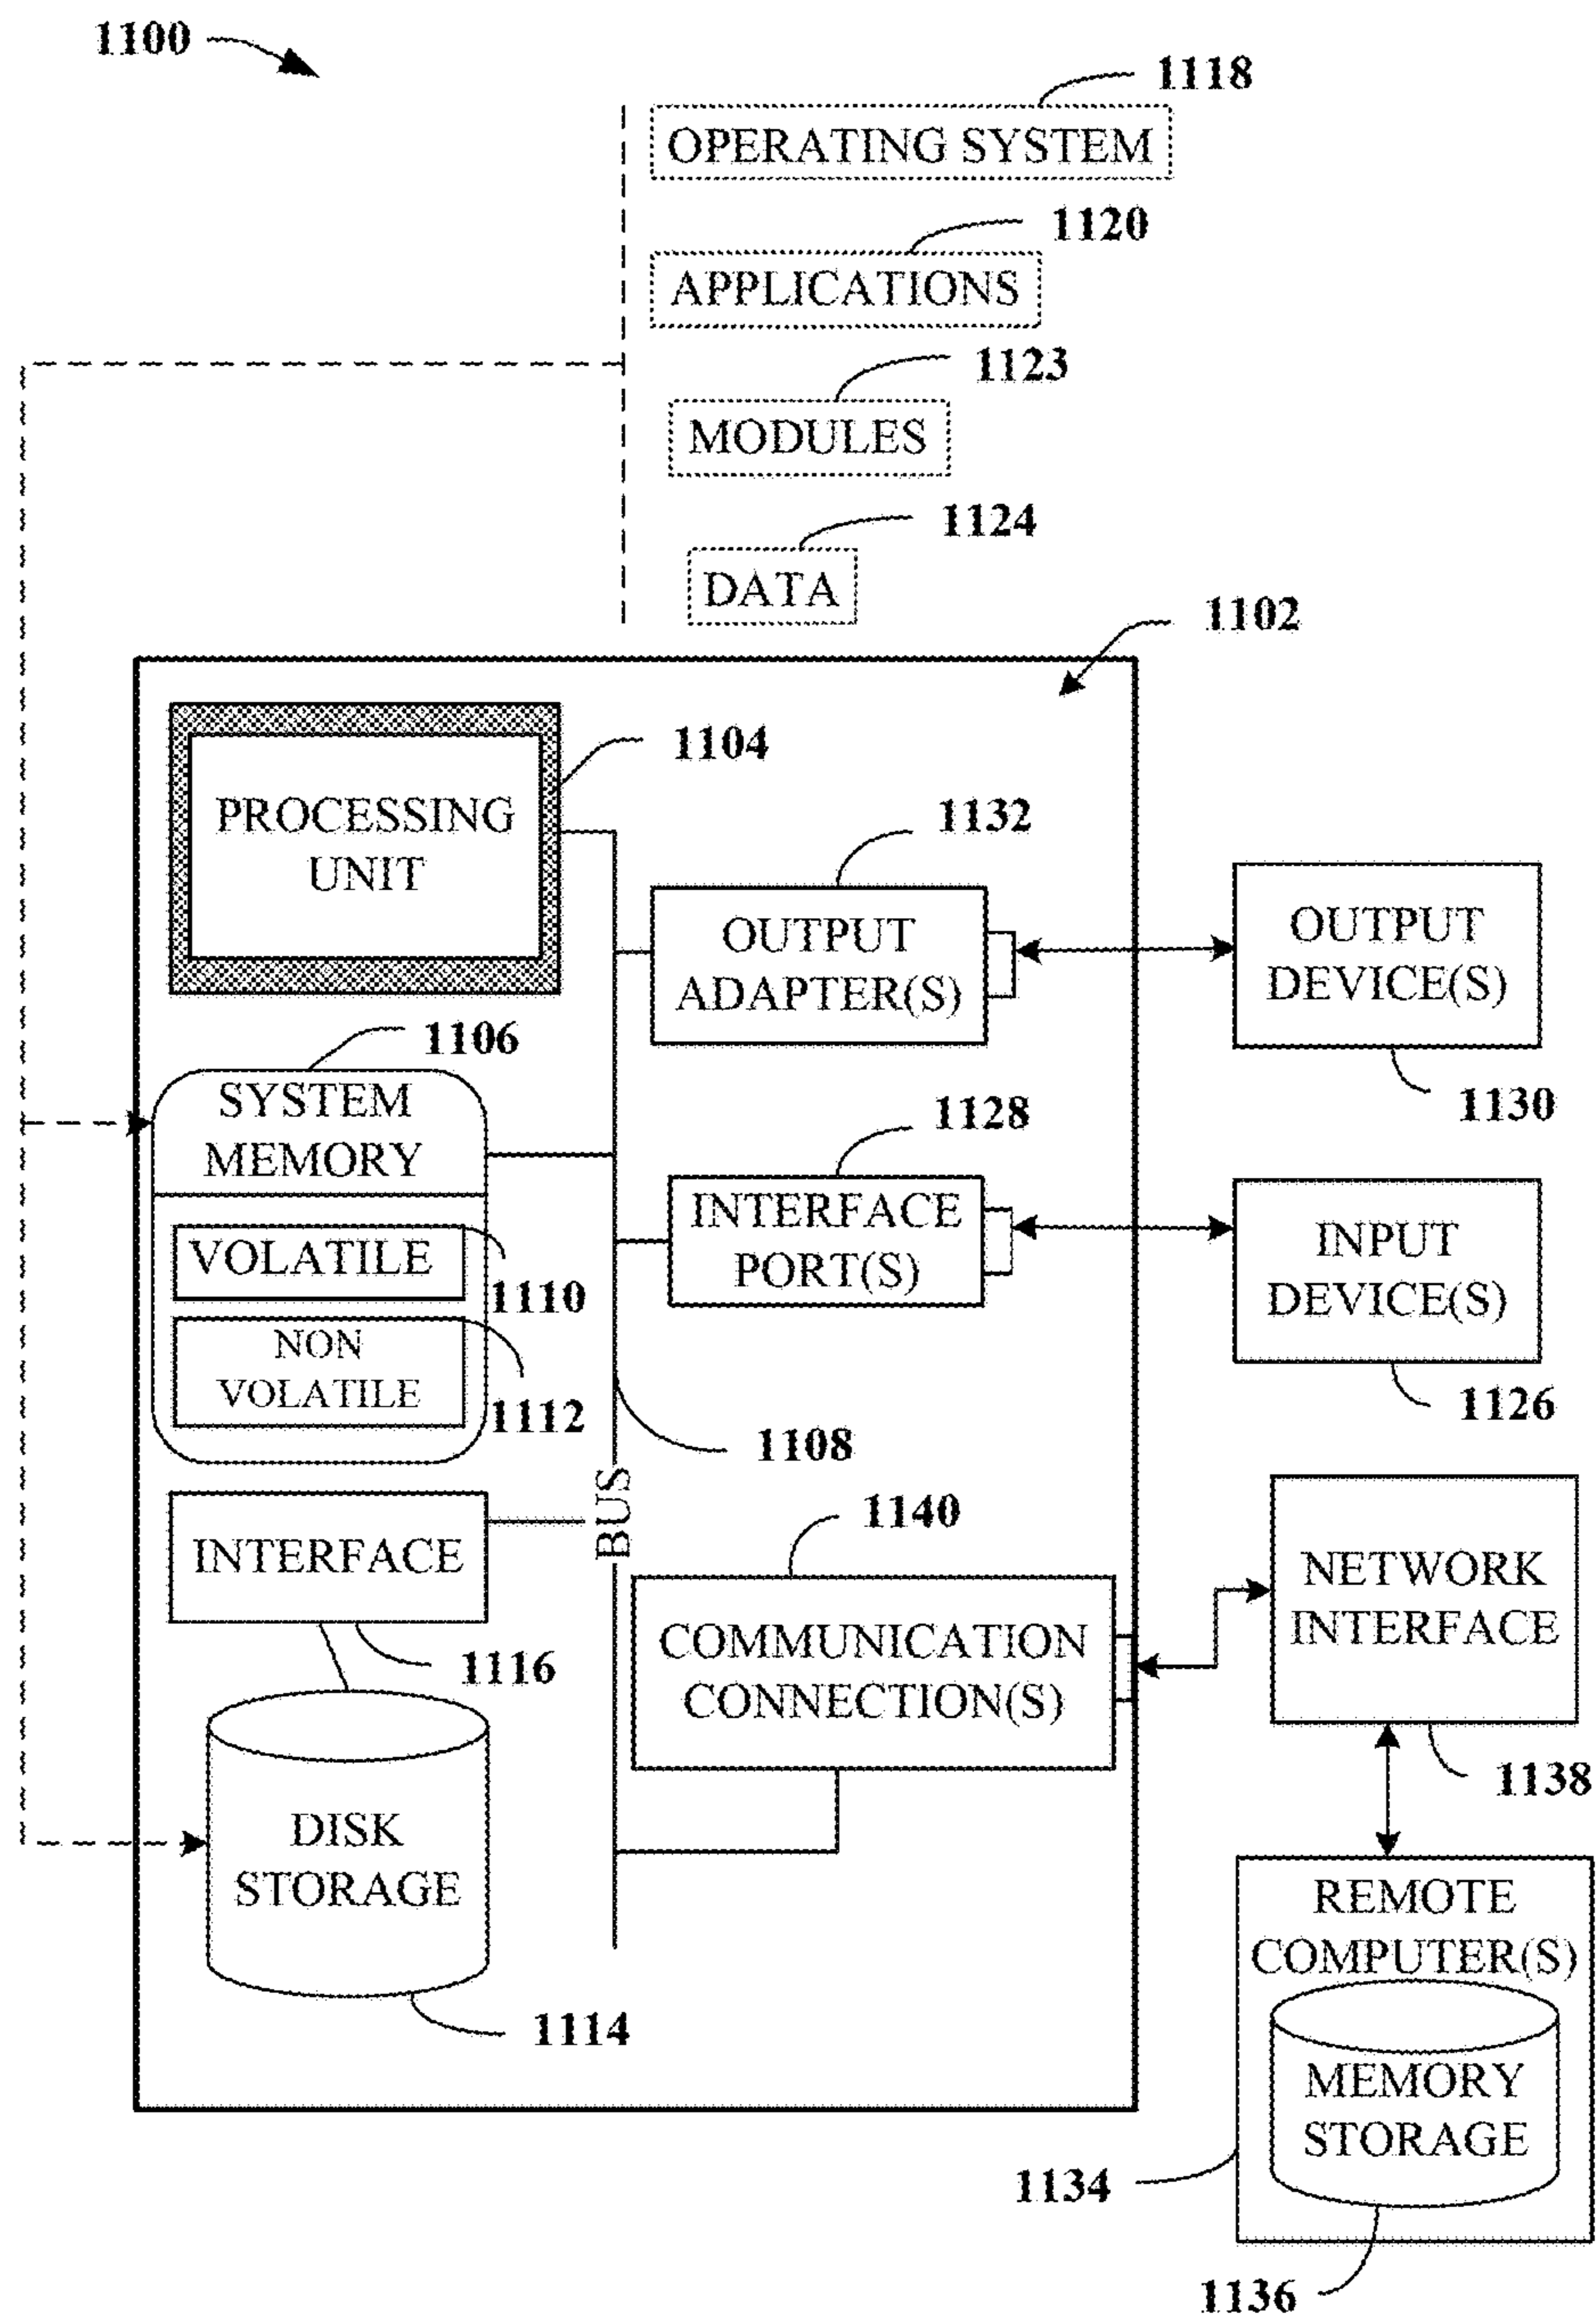 1100
1118
OPERATING SYSTEM
1120
APPLICATIONS
1123
MODULES
1124
DATA
1102
PROCESSING
UNIT
1104
1132
OUTPUT
ADAPTER(S)
OUTPUT
DEVICE(S)
1130
1106
SYSTEM
MEMORY
VOLATILE
1110
NON
VOLATILE
1112
1128
INTERFACE
PORT(S)
INPUT
DEVICE(S)
1126
1108
BUS
INTERFACE
1116
1140
COMMUNICATION
CONNECTION(S)
NETWORK
INTERFACE
1138
DISK
STORAGE
1114
REMOTE
COMPUTER(S)
MEMORY
STORAGE
1134
1136